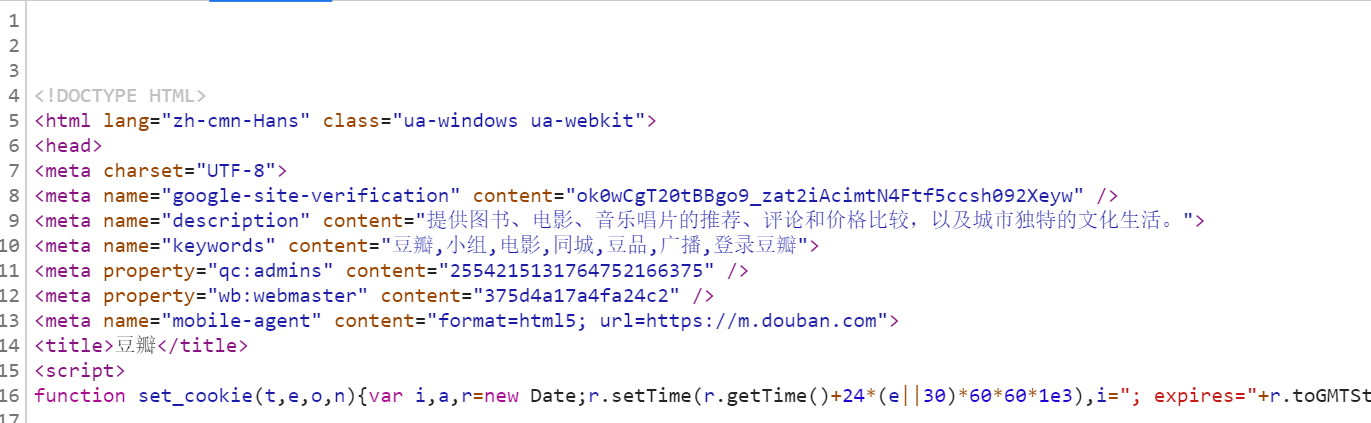 1
2
3
4 <!DOCTYPE HTML>
5 <html lang="zh-cmn-Hans" class="ua-windows ua-webkit">
6 <head>
7 <meta charset="UTF-8">
8 <meta name="google-site-verification" content="ok0wCgT20tBBgo9_zat2iAcimtN4Ftf5ccsh092Xeyw" />
9 <meta name="description" content="提供图书、电影、音乐唱片的推荐、评论和价格比较，以及城市独特的文化生活。">
10 <meta name="keywords" content="豆瓣,小组,电影,同城,豆品,广播,登录豆瓣">
11 <meta property="qc:admins" content="2554215131764752166375" />
12 <meta property="wb:webmaster" content="375d4a17a4fa24c2" />
13 <meta name="mobile-agent" content="format=html5; url=https://m.douban.com">
14 <title>豆瓣</title>
15 <script>
16 function set_cookie(t,e,o,n){var i,a,r=new Date;r.setTime(r.getTime()+24*(e||30)*60*60*1e3),i="; expires="+r.toGMTSt
17